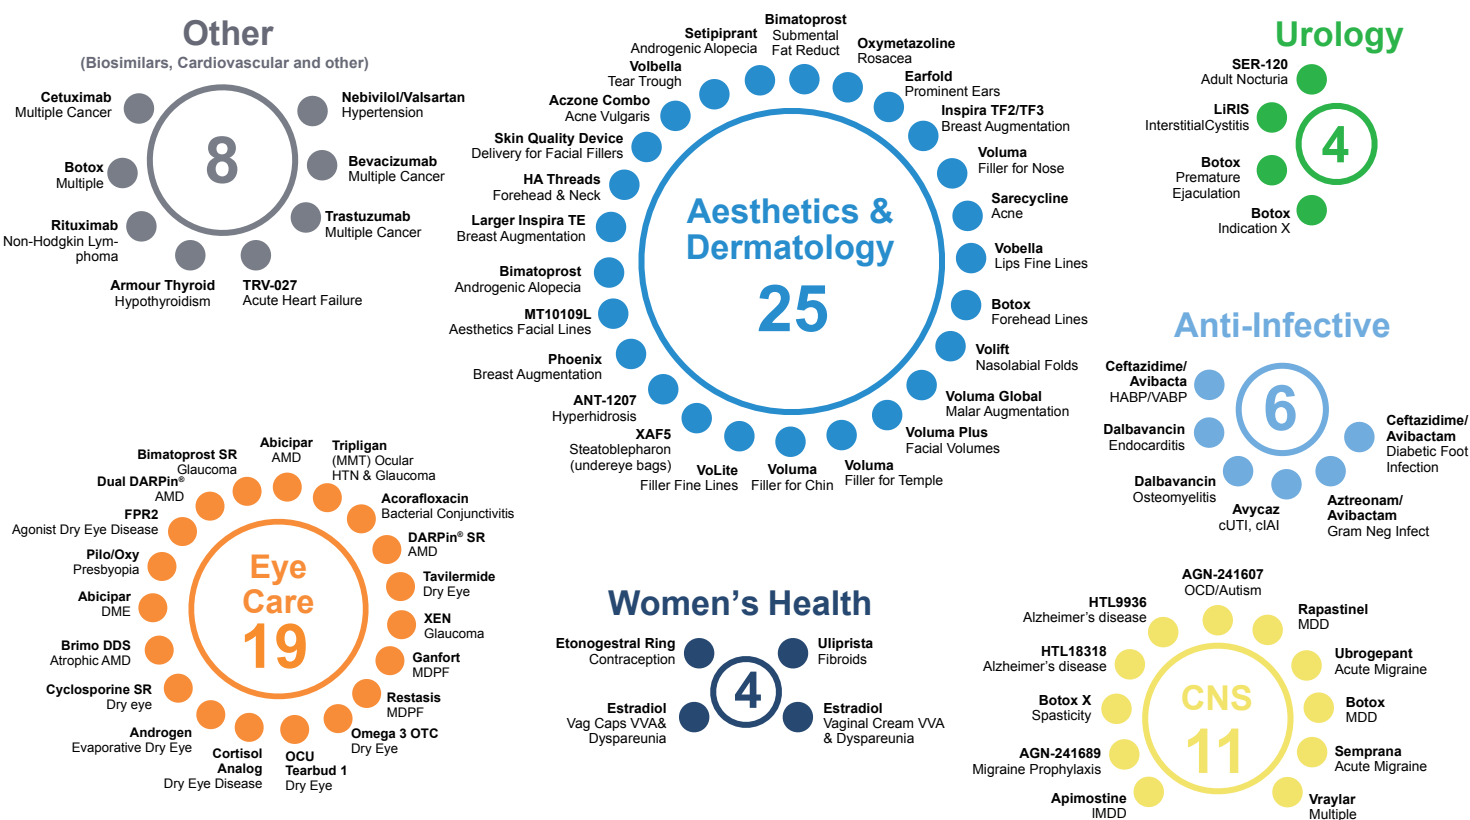 Other
(Biosimilars, Cardiovascular and other)
8
Cetuximab
Multiple Cancer
Botox
Multiple
Rituximab
Non-Hodgkin Lym-
phoma
Armour Thyroid
Hypothyroidism
TRV-027
Acute Heart Failure
Trastuzumab
Multiple Cancer
Bevacizumab
Multiple Cancer
Nebivilol/Valsartan
Hypertension
Aesthetics &
Dermatology
25
Bimatoprost
Submental
Fat Reduct
Oxymetazoline
Rosacea
Earfold
Prominent Ears
Inspira TF2/TF3
Breast Augmentation
Voluma
Filler for Nose
Sarecycline
Acne
Vobella
Lips Fine Lines
Botox
Forehead Lines
Volift
Nasolabial Folds
Voluma Global
Malar Augmentation
Voluma Plus
Facial Volumes
Voluma
Filler for Temple
Voluma
Filler for Chin
VoLite
Filler Fine Lines
XAF5
Steatoblepharon
(undereye bags)
ANT-1207
Hyperhidrosis
Phoenix
Breast Augmentation
MT10109L
Aesthetics Facial Lines
Bimatoprost
Androgenic Alopecia
Larger Inspira TE
Breast Augmentation
HA Threads
Forehead & Neck
Skin Quality Device
Delivery for Facial Fillers
Aczone Combo
Acne Vulgaris
Volbella
Tear Trough
Setipiprant
Androgenic Alopecia
Urology
4
SER-120
Adult Nocturia
LiRIS
InterstitialCystitis
Botox
Premature
Ejaculation
Botox
Indication X
Anti-Infective
6
Ceftazidime/
Avibacta
HABP/VABP
Dalbavancin
Endocarditis
Dalbavancin
Osteomyelitis
Avycaz
cUTI, cIAI
Aztreonam/
Avibactam
Gram Neg Infect
Ceftazidime/
Avibactam
Diabetic Foot
Infection
Eye
Care
19
Abicipar
AMD
Tripligan
(MMT) Ocular
HTN & Glaucoma
Acorafloxacin
Bacterial Conjunctivitis
DARPin® SR
AMD
Tavilermide
Dry Eye
XEN
Glaucoma
Ganfort
MDPF
Restasis
MDPF
Omega 3 OTC
Dry Eye
OCU
Tearbud 1
Dry Eye
Cortisol
Analog
Dry Eye Disease
Androgen
Evaporative Dry Eye
Cyclosporine SR
Dry eye
Brimo DDS
Atrophic AMD
Abicipar
DME
Pilo/Oxy
Presbyopia
FPR2
Agonist Dry Eye Disease
Dual DARPin®
AMD
Bimatoprost SR
Glaucoma
Women's Health
4
Etonogestral Ring
Contraception
Uliprista
Fibroids
Estradiol
Vag Caps VVA&
Dyspareunia
Estradiol
Vaginal Cream VVA
& Dyspareunia
CNS
11
AGN-241607
OCD/Autism
Rapastinel
MDD
Ubrogepant
Acute Migraine
Botox
MDD
Semprana
Acute Migraine
Vraylar
Multiple
Apimostine
IMDD
AGN-241689
Migraine Prophylaxis
Botox X
Spasticity
HTL18318
Alzheimer's disease
HTL9936
Alzheimer's disease